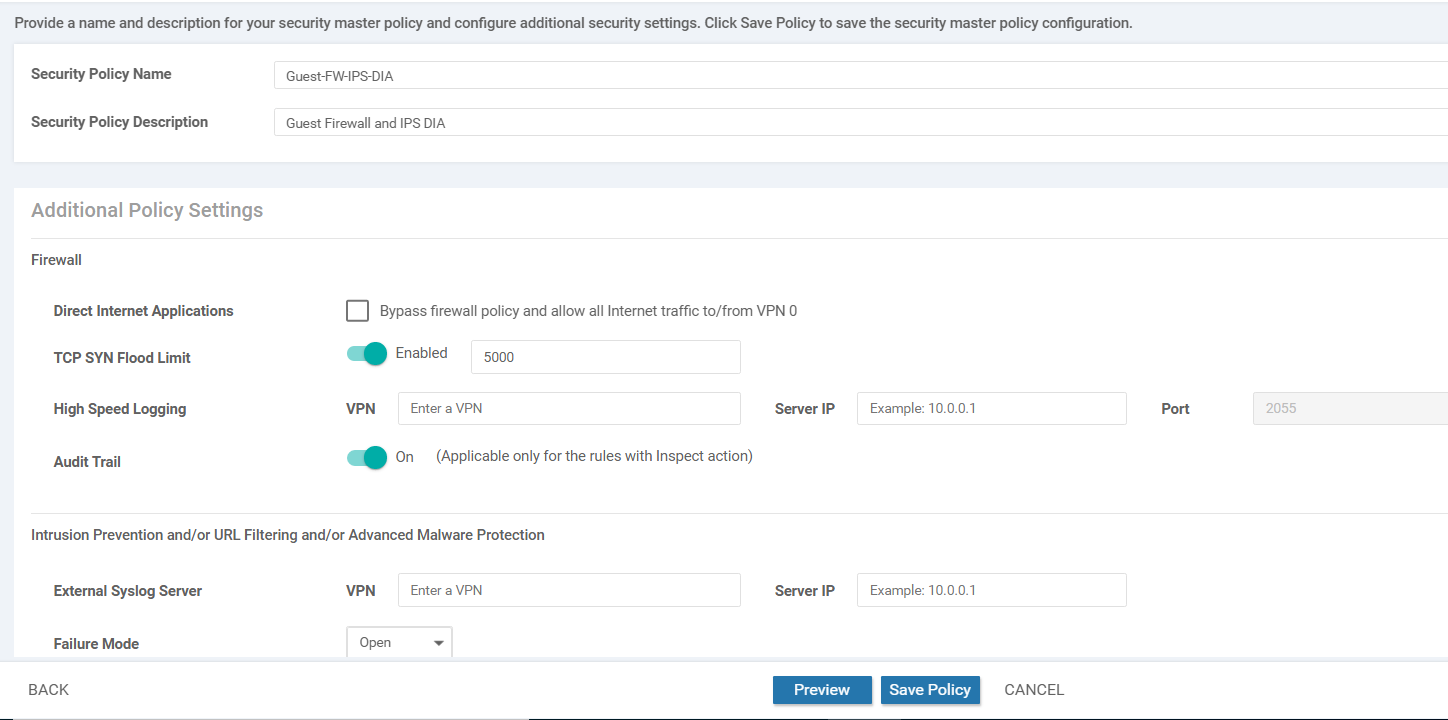 Provide a name and description for your security master policy and configure additional security settings. Click Save Policy to save the security master policy configuration.
Security Policy Name Guest-FW-IPS-DIA
Security Policy Description Guest Firewall and IPS DIA
Additional Policy Settings
Firewall
Direct Internet Applications Bypass firewall policy and allow all Internet traffic to/from VPN 0
TCP SYN Flood Limit Enabled 5000
High Speed Logging VPN Enter a VPN Server IP Example: 10.0.0.1 Port 2055
Audit Trail On (Applicable only for the rules with Inspect action)
Intrusion Prevention and/or URL Filtering and/or Advanced Malware Protection
External Syslog Server VPN Enter a VPN Server IP Example: 10.0.0.1
Failure Mode Open
BACK Preview Save Policy CANCEL